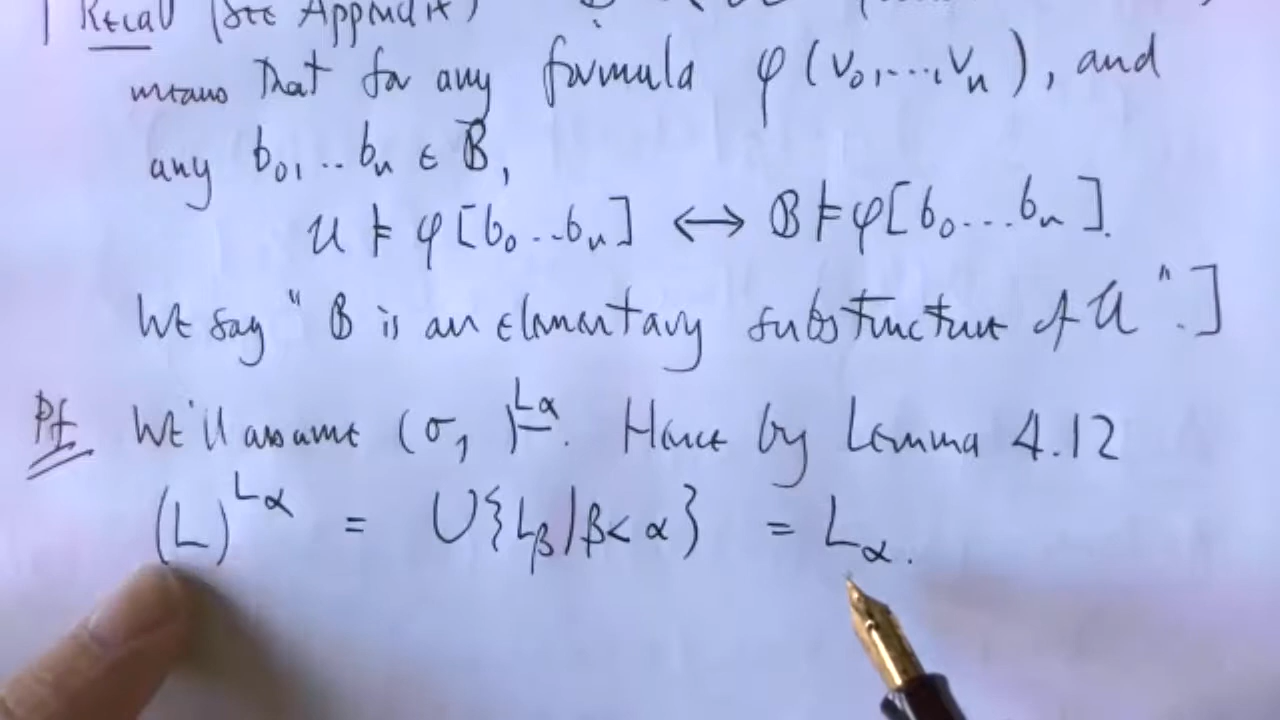 Recall (See Appendix)
means that for any formula φ(v₀,...,vₙ), and
any b₀,..bₙ ∈ B,
𝔘 ⊧ φ[b₀..bₙ] ↔ B ⊧ φ[b₀...bₙ].
We say "B is an elementary substructure of 𝔘".]
Pf We'll assume (σ₁)^{Lα}. Hence by Lemma 4.12
(L)^{Lα} = ∪{L_β | β < α} = L_α.